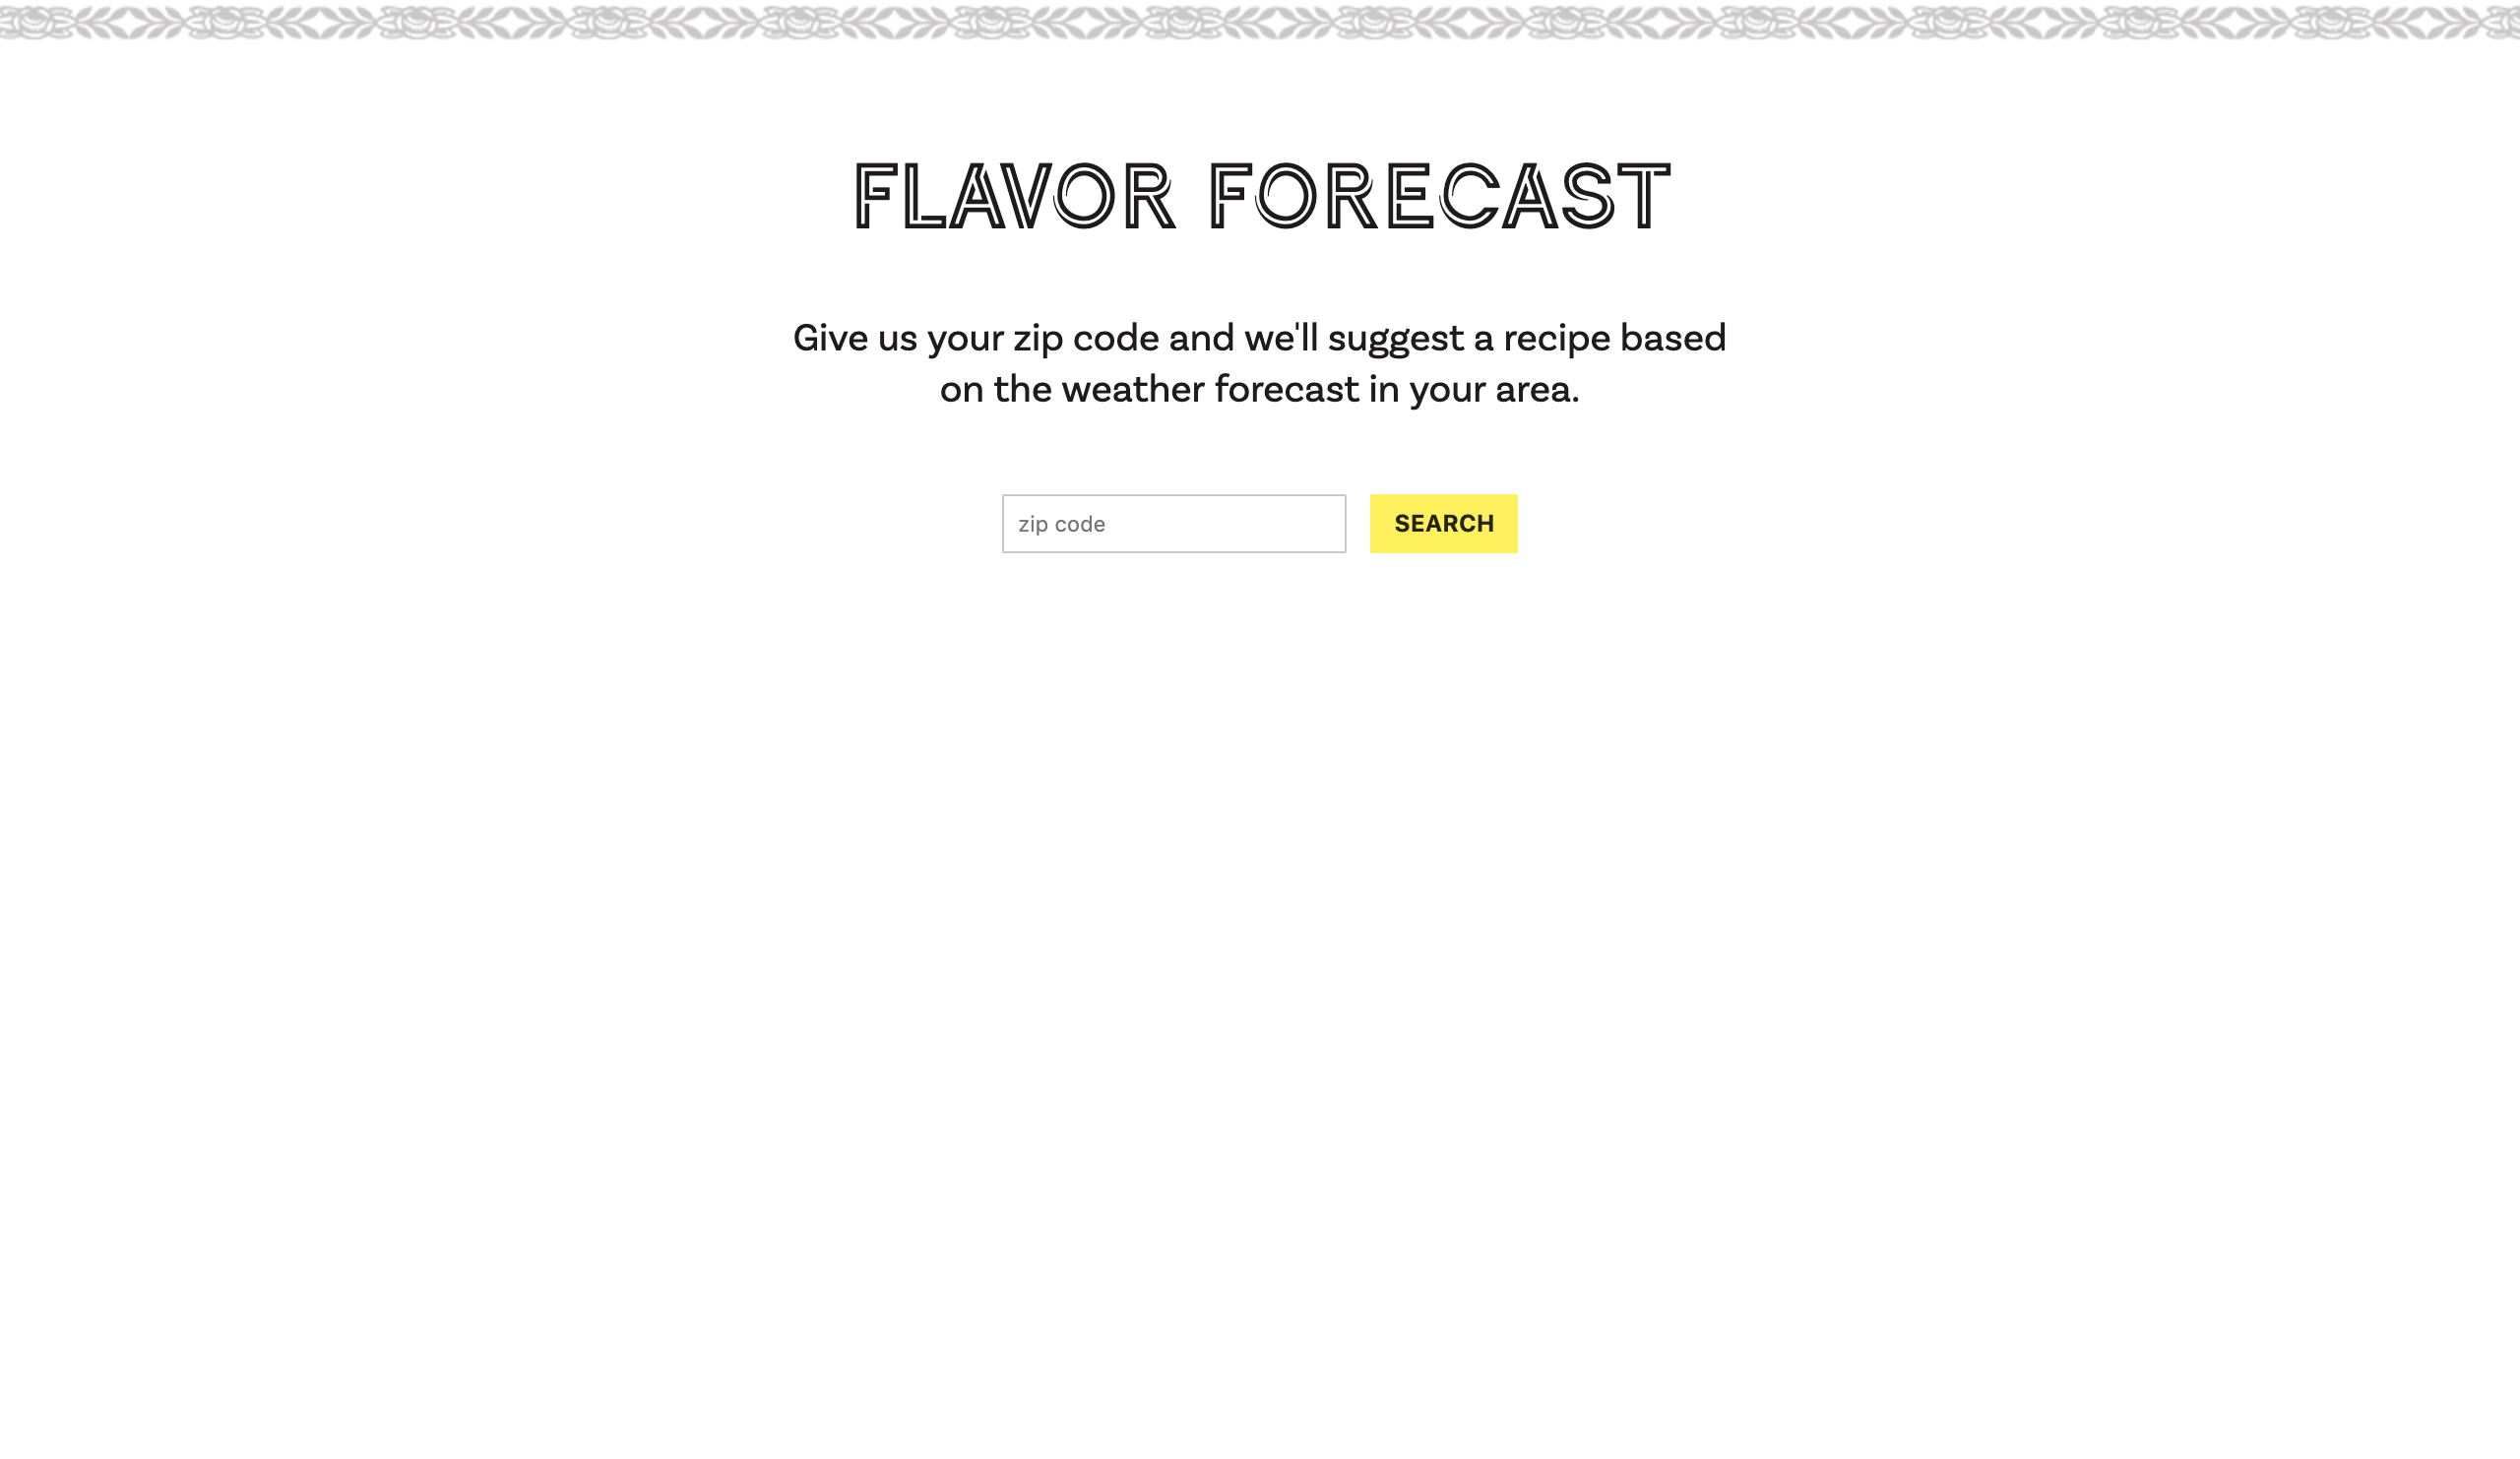 FLAVOR FORECAST
Give us your zip code and we'll suggest a recipe based
on the weather forecast in your area.
zip code
SEARCH